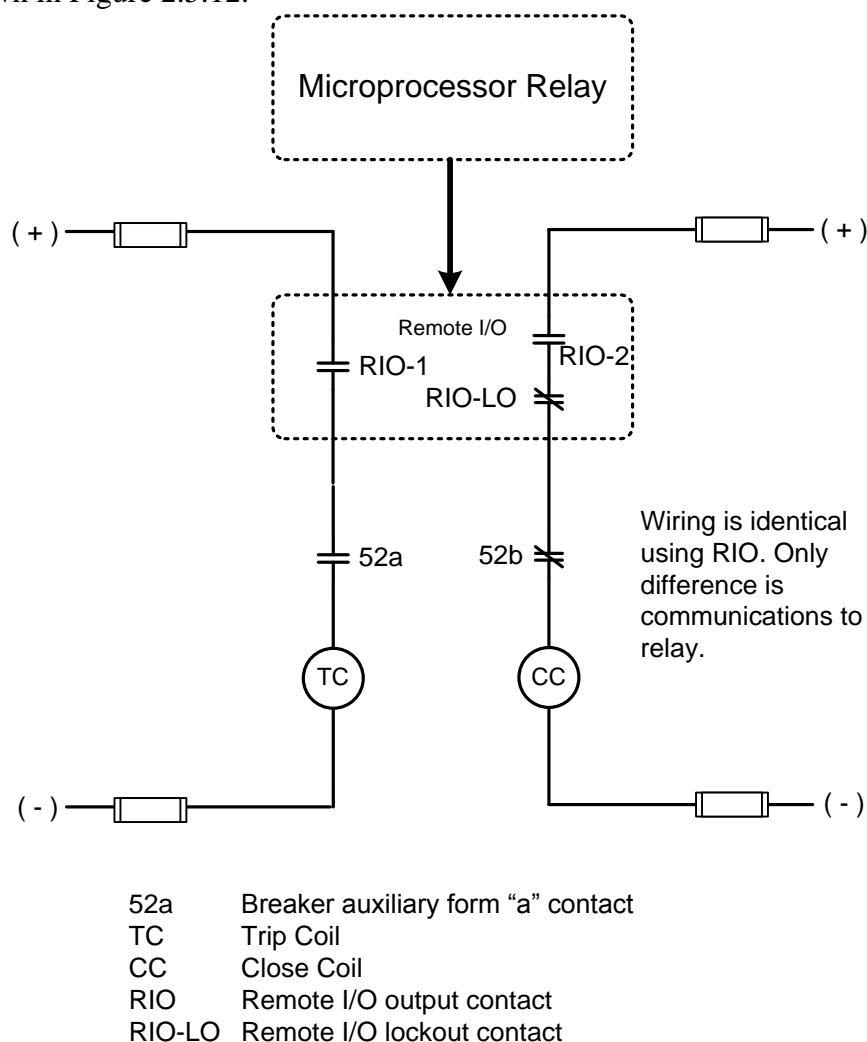 in Figure 2.3.12.
Microprocessor Relay
( + )
( + )
Remote I/O
RIO-1
RIO-2
RIO-LO
52a
52b
Wiring is identical
using RIO. Only
difference is
communications to
relay.
TC
CC
( - )
( - )
52a Breaker auxiliary form “a” contact
TC Trip Coil
CC Close Coil
RIO Remote I/O output contact
RIO-LO Remote I/O lockout contact